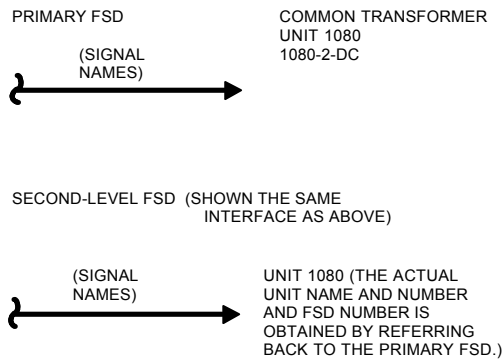 PRIMARY FSD
COMMON TRANSFORMER
UNIT 1080
1080-2-DC
(SIGNAL
NAMES)
SECOND-LEVEL FSD (SHOWN THE SAME
INTERFACE AS ABOVE)
(SIGNAL
NAMES)
UNIT 1080 (THE ACTUAL
UNIT NAME AND NUMBER
AND FSD NUMBER IS
OBTAINED BY REFERRING
BACK TO THE PRIMARY FSD.)